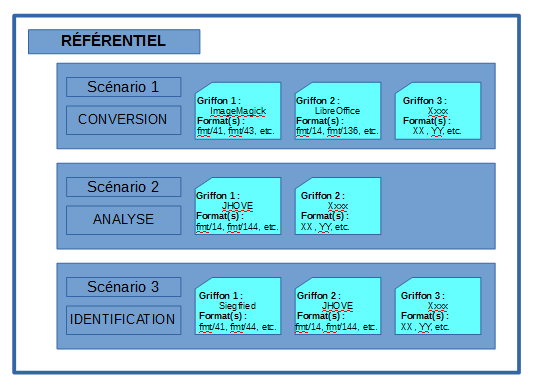 RÉFÉRENTIEL
Scénario 1
CONVERSION
Griffon 1 :
ImageMagick
Format(s) :
fmt/41, fmt/43, etc.
Griffon 2 :
LibreOffice
Format(s) :
fmt/14, fmt/136, etc.
Griffon 3 :
Xxxx
Format(s) :
XX , YY, etc.
Scénario 2
ANALYSE
Griffon 1 :
JHOVE
Format(s) :
fmt/14, fmt/144, etc.
Griffon 2 :
Xxxx
Format(s) :
XX , YY, etc.
Scénario 3
IDENTIFICATION
Griffon 1 :
Siegfried
Format(s) :
fmt/41, fmt/44, etc.
Griffon 2 :
JHOVE
Format(s) :
fmt/14, fmt/144, etc.
Griffon 3 :
Xxxx
Format(s) :
XX , YY, etc.